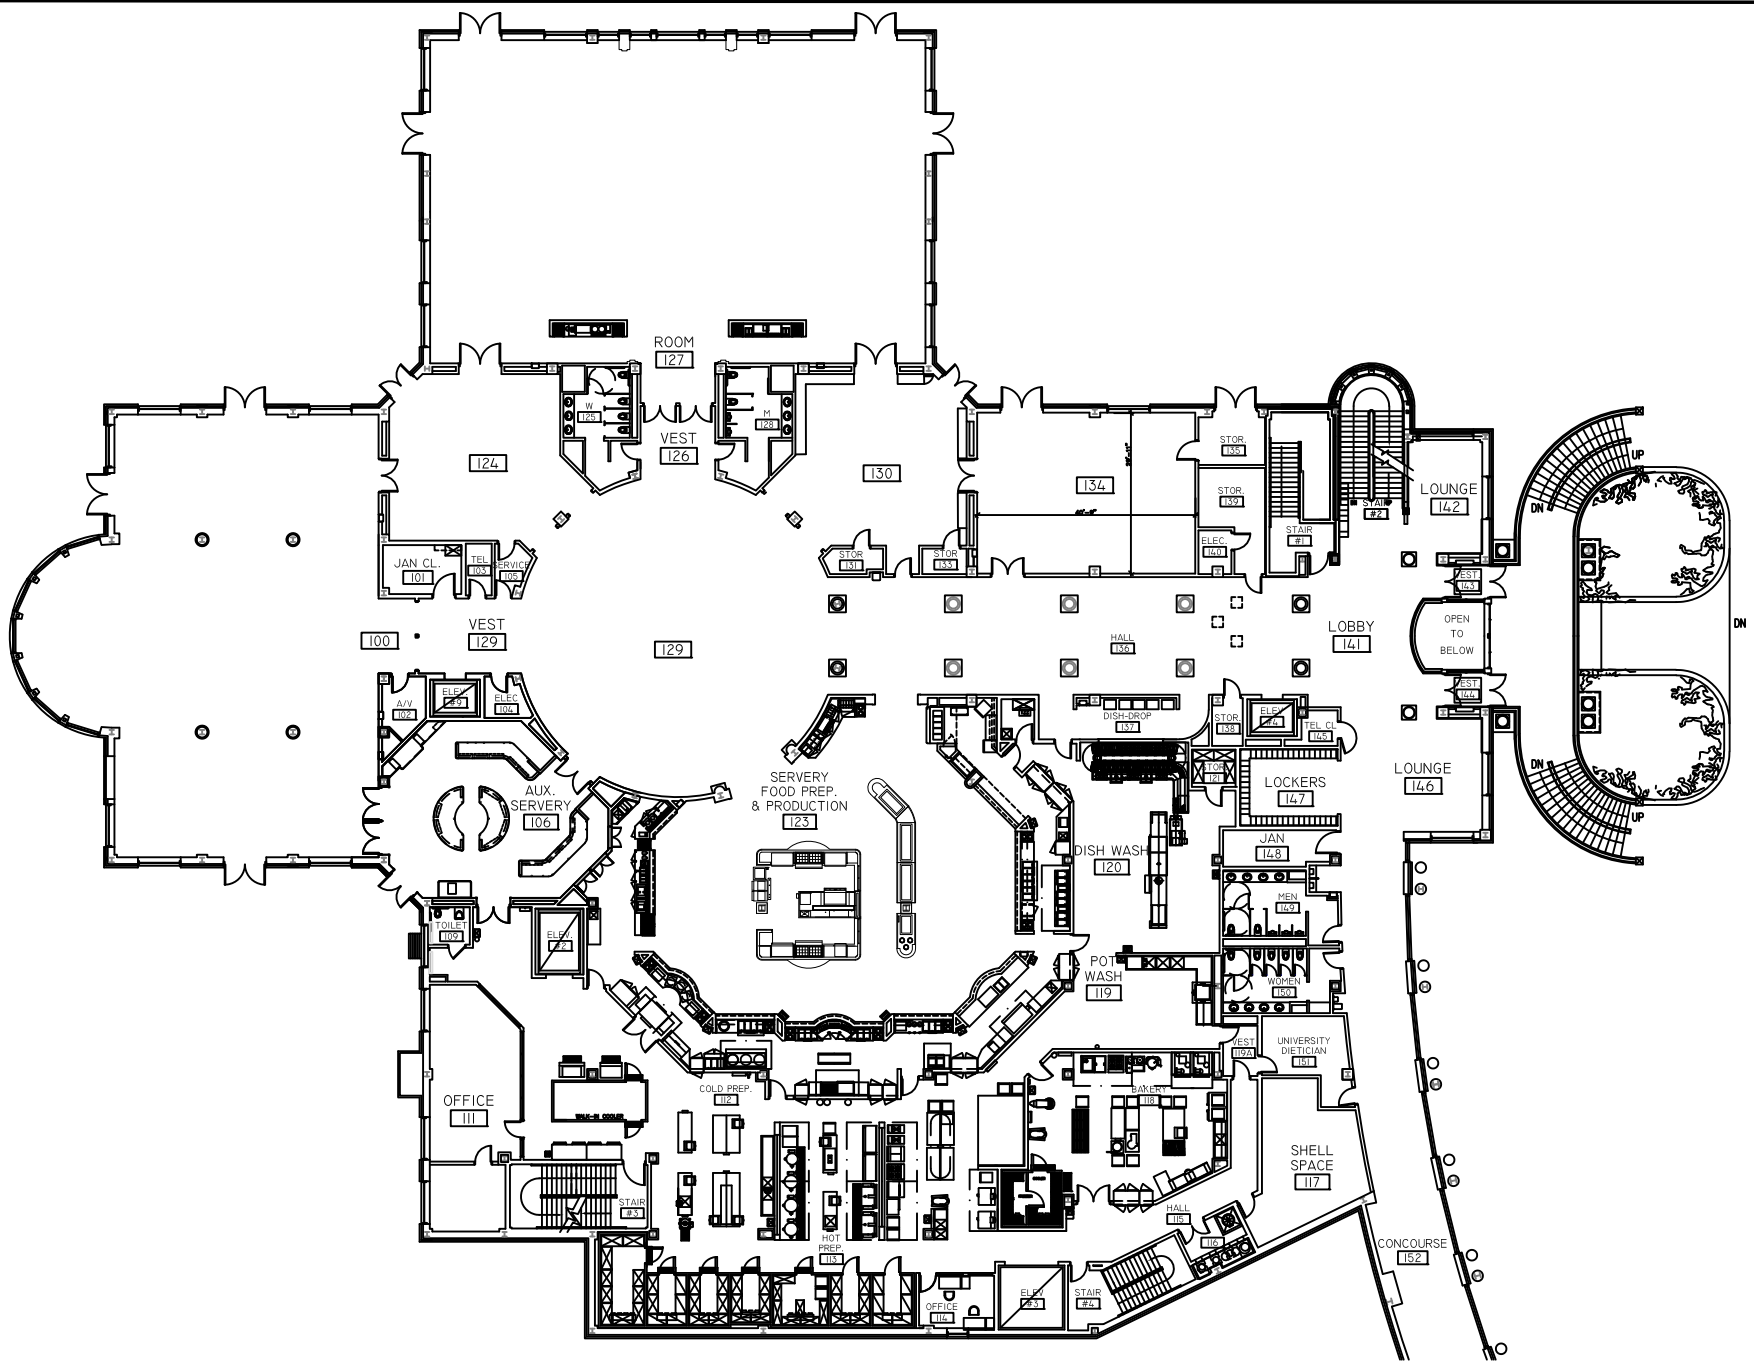 ROOM
127
W
125
M
128
VEST
126
124
130
134
40'-9"
STOR.
135
STOR.
139
ELEC.
140
STAIR
#1
STAIR
#2
LOUNGE
142
UP
DN
JAN CL.
101
TEL
103
SERVICE
105
STOR
131
STOR
133
VEST.
143
OPEN
TO
BELOW
DN
100
VEST
129
129
HALL
136
LOBBY
141
VEST.
144
A/V
102
ELEV.
#9
ELEC
104
DISH-DROP
137
STOR.
138
ELEV
#4
TEL CL
145
AUX.
SERVERY
106
SERVERY
FOOD PREP.
& PRODUCTION
123
STOR
121
LOCKERS
147
LOUNGE
146
DN
UP
DISH WASH
120
JAN
148
MEN
149
TOILET
109
ELEV.
#2
POT
WASH
119
WOMEN
150
VEST
119A
UNIVERSITY
DIETICIAN
151
OFFICE
111
WALK-IN COOLER
COLD PREP.
112
BAKERY
118
SHELL
SPACE
117
STAIR
#3
HOT
PREP.
113
HALL
115
116
CONCOURSE
152
OFFICE
114
ELEV
#3
STAIR
#4